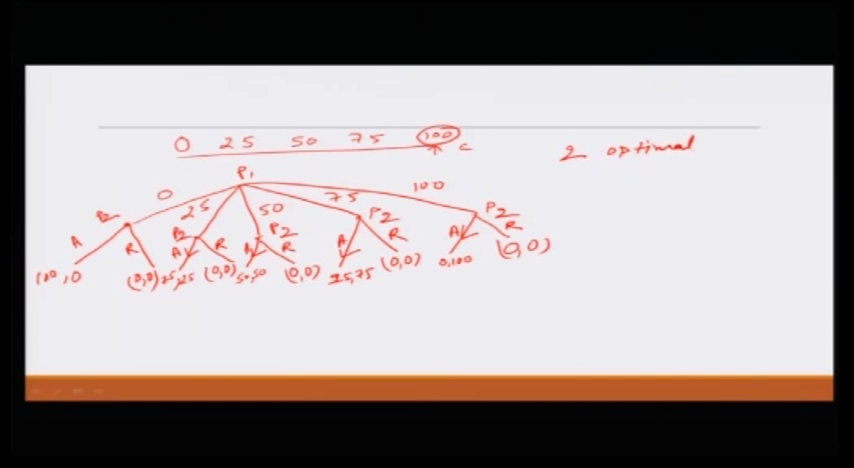 0 25 50 75 100 C 2 optimal
P1
0 25 50 75 100
P2 P2 P2 P2 P2
A R A R A R A R A R
100,0 (0,0) 75,25 (0,0) 50,50 (0,0) 25,75 (0,0) 0,100 (0,0)